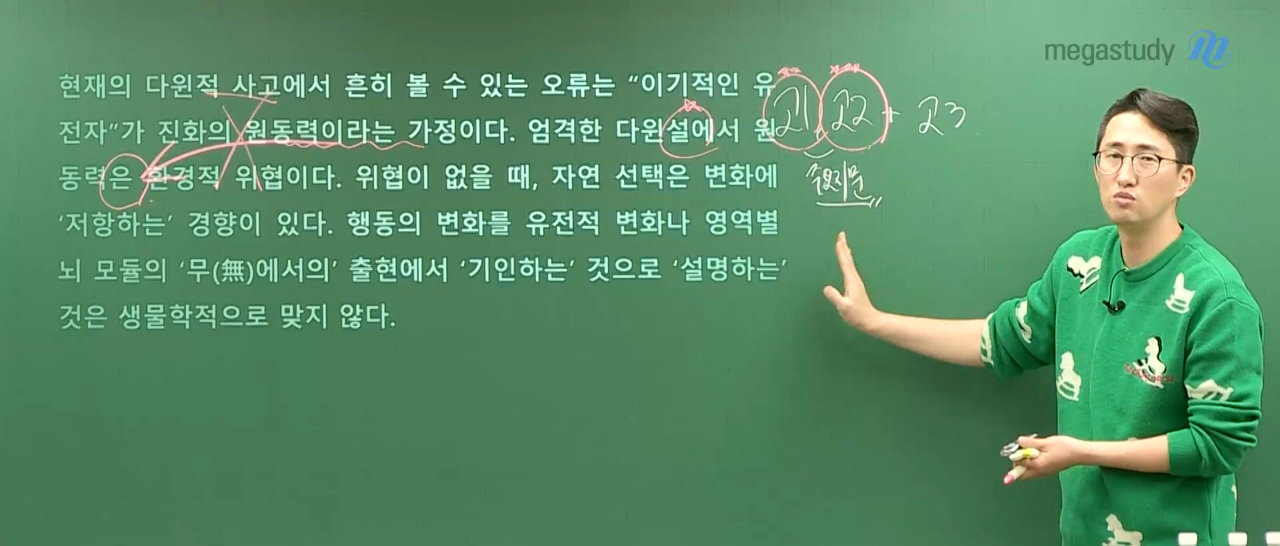 megastudy
현재의 다윈적 사고에서 흔히 볼 수 있는 오류는 “이기적인 유
전자”가 진화의 원동력이라는 가정이다. 엄격한 다윈설에서 원
동력은 환경적 위협이다. 위협이 없을 때, 자연 선택은 변화에
‘저항하는’ 경향이 있다. 행동의 변화를 유전적 변화나 영역별
뇌 모듈의 ‘무(無)에서의’ 출현에서 ‘기인하는’ 것으로 ‘설명하는’
것은 생물학적으로 맞지 않다.
고1, 고2 + 고3